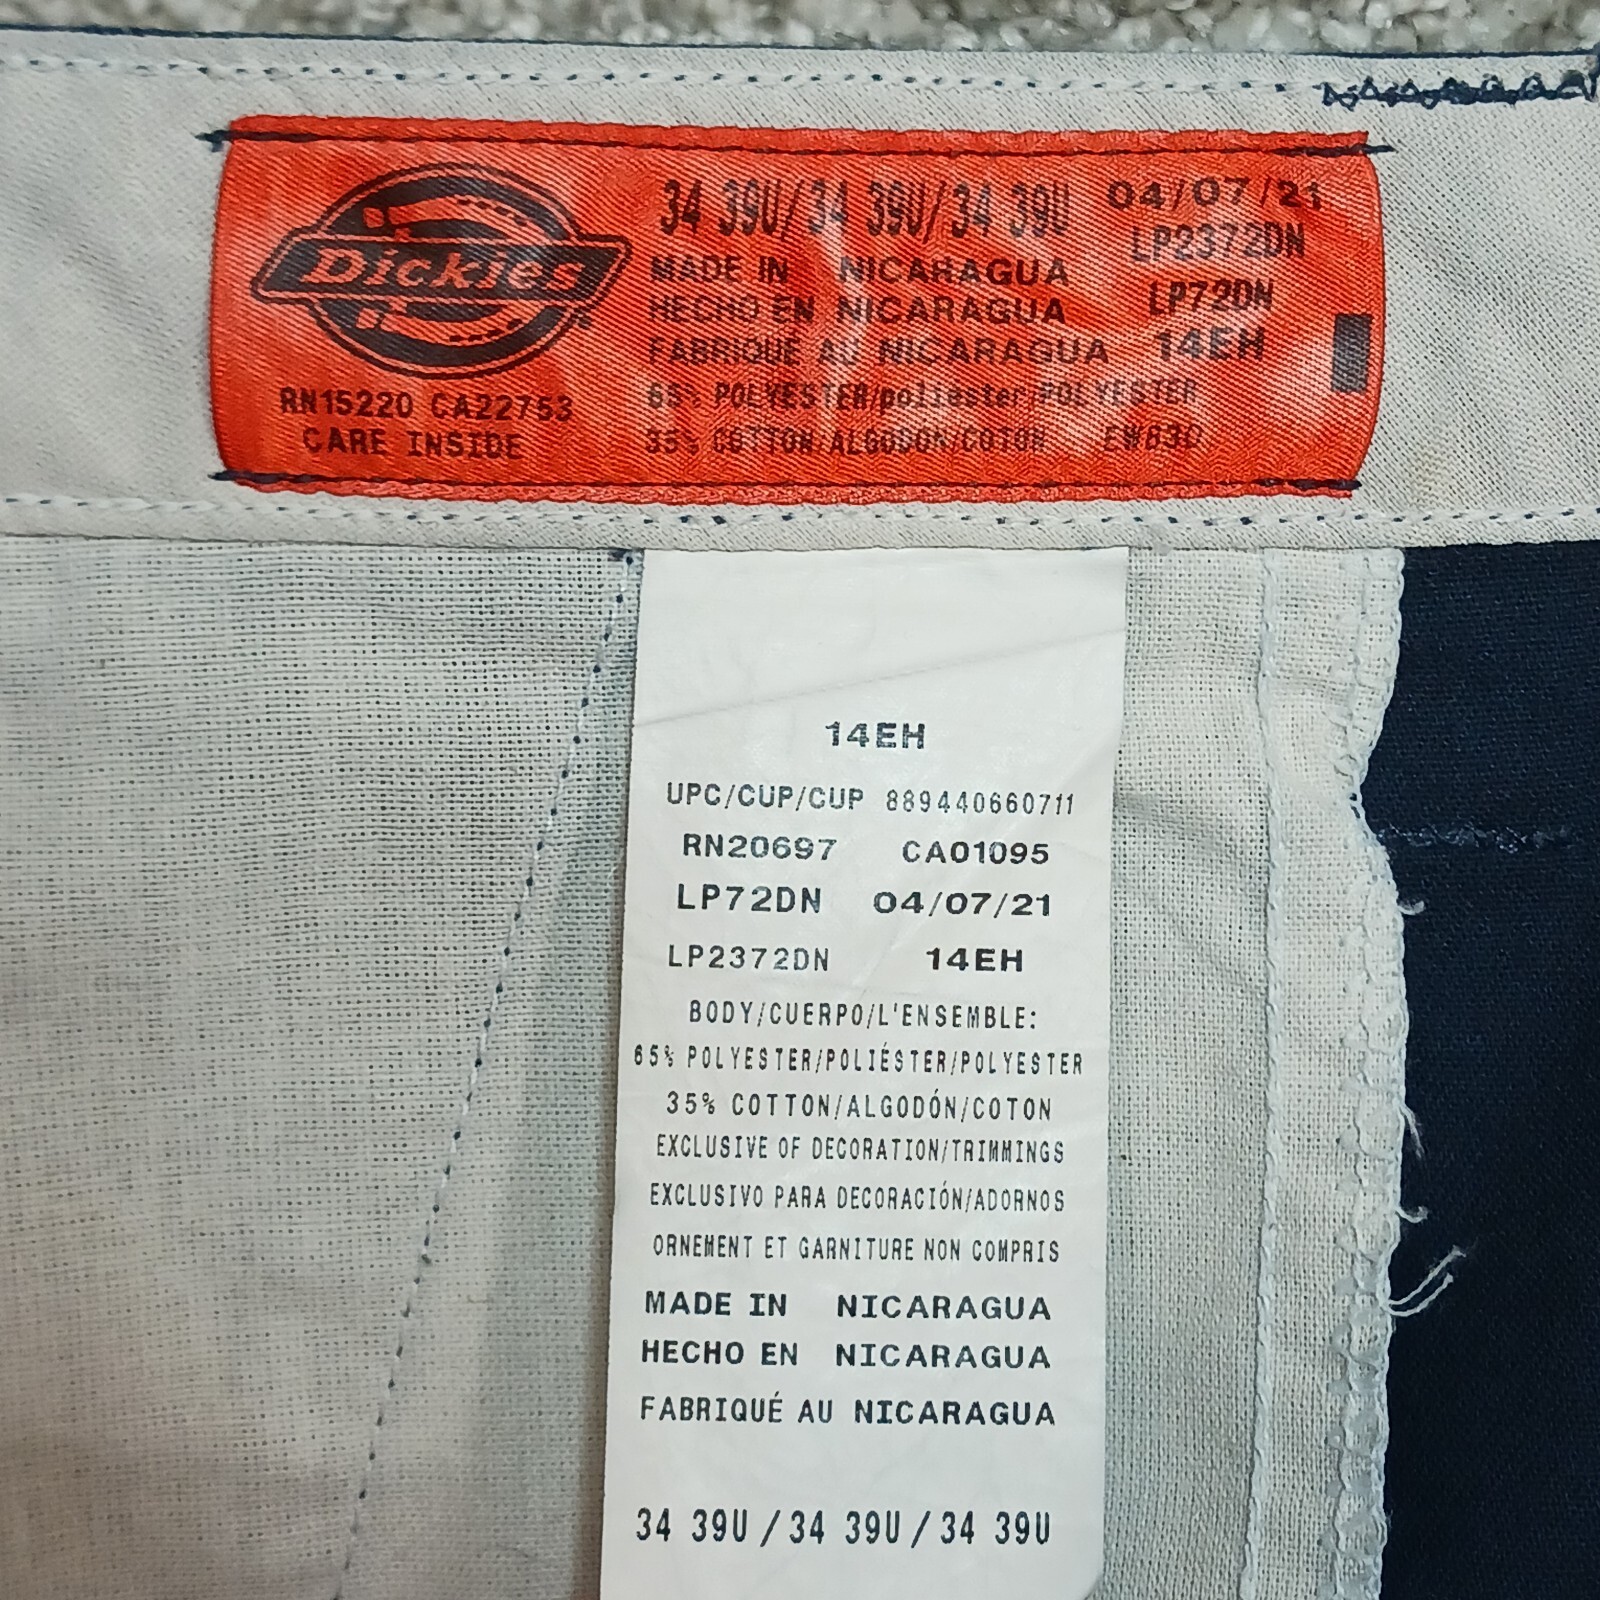 Dickies
RN15220 CA22753
CARE INSIDE
34 39U/34 39U/34 39U
MADE IN NICARAGUA
HECHO EN NICARAGUA
FABRIQUE AU NICARAGUA
65% POLYESTER/poliéster/POLYESTER
35% COTTON/ALGODON/COTON
04/07/21
LP2372DN
LP72DN
14EH
14EH
UPC/CUP/CUP 889440660711
RN20697 CA01095
LP72DN 04/07/21
LP2372DN 14EH
BODY/CUERPO/L'ENSEMBLE:
65% POLYESTER/POLIÉSTER/POLYESTER
35% COTTON/ALGODÓN/COTON
EXCLUSIVE OF DECORATION/TRIMMINGS
EXCLUSIVO PARA DECORACIÓN/ADORNOS
ORNEMENT ET GARNITURE NON COMPRIS
MADE IN NICARAGUA
HECHO EN NICARAGUA
FABRIQUÉ AU NICARAGUA
34 39U/34 39U/34 39U